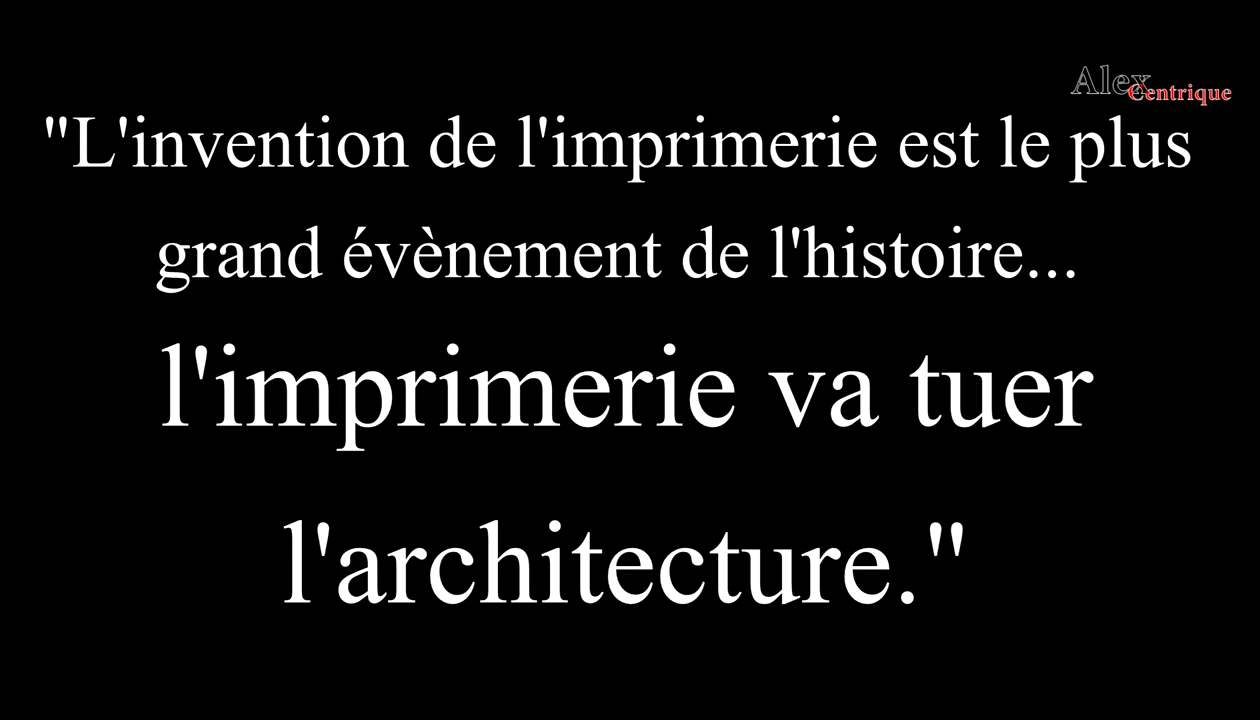 Alex
Centrique
"L'invention de l'imprimerie est le plus
grand évènement de l'histoire...
l'imprimerie va tuer
l'architecture."